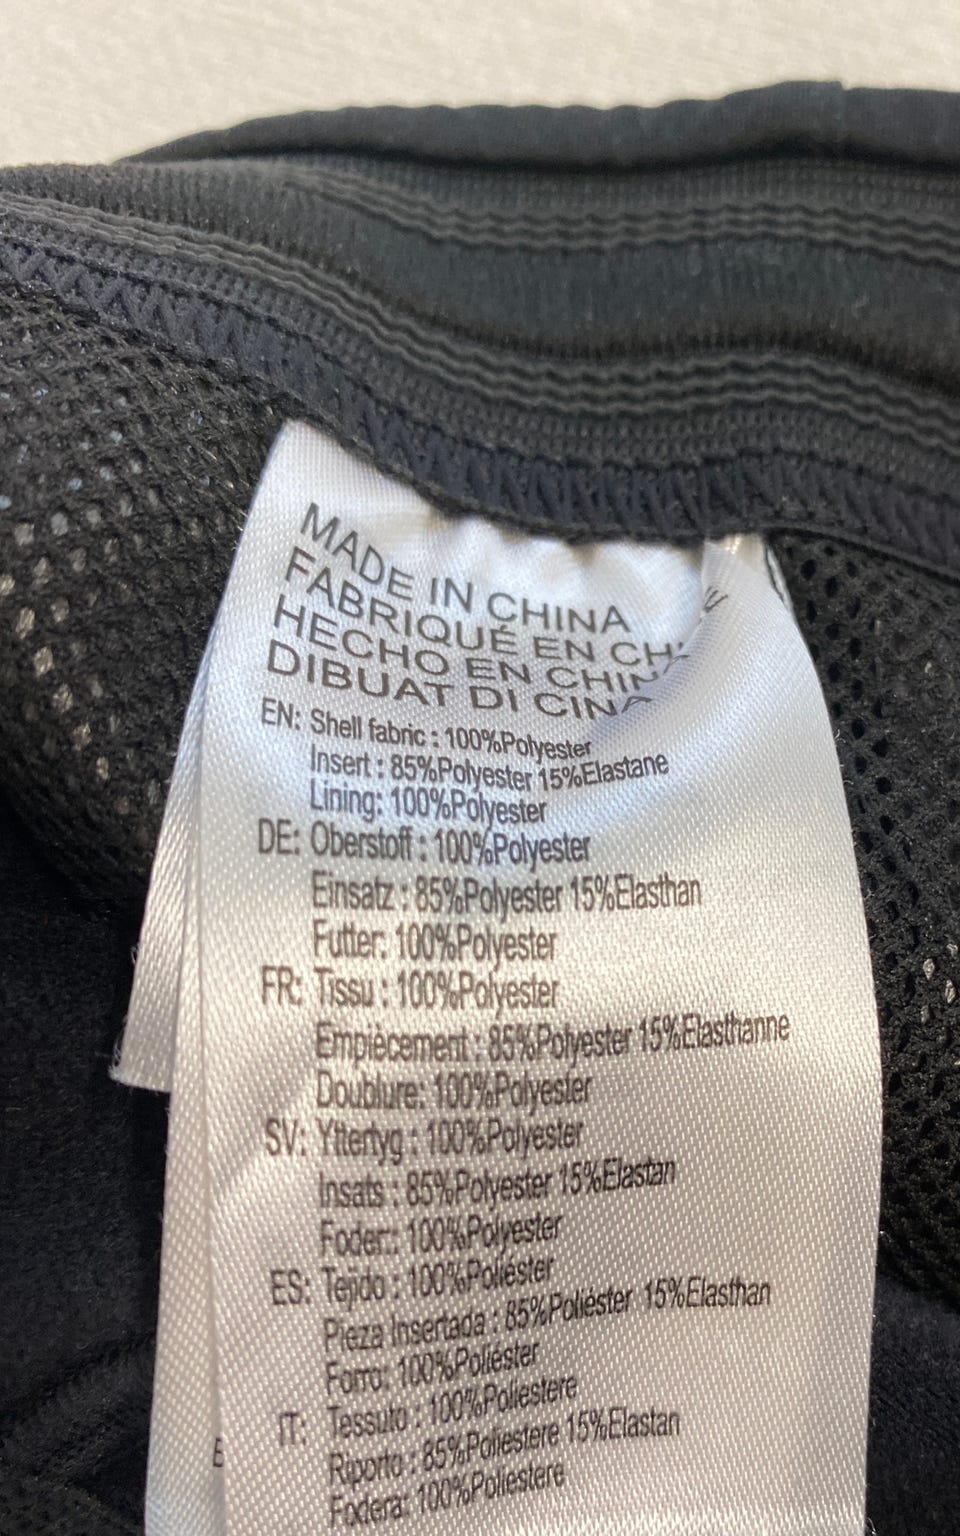 MADE IN CHINA
FABRIQUÉ EN CHI
HECHO EN CHIN
DIBUAT DI CINA
EN: Shell fabric : 100%Polyester
Insert : 85%Polyester 15%Elastane
Lining: 100%Polyester
DE: Oberstoff : 100%Polyester
Einsatz : 85%Polyester 15%Elasthan
Futter: 100%Polyester
FR: Tissu : 100%Polyester
Empiècement : 85%Polyester 15%Elasthanne
Doublure: 100%Polyester
SV: Yttertyg : 100%Polyester
Insats : 85%Polyester 15%Elastan
Foder:: 100%Polyester
ES: Tejido : 100%Poliéster
Pieza Insertada : 85%Poliéster 15%Elasthan
Forro: 100%Poliéster
IT: Tessuto : 100%Poliestere
Riporto : 85%Poliestere 15%Elastan
Fodera: 100%Poliestere